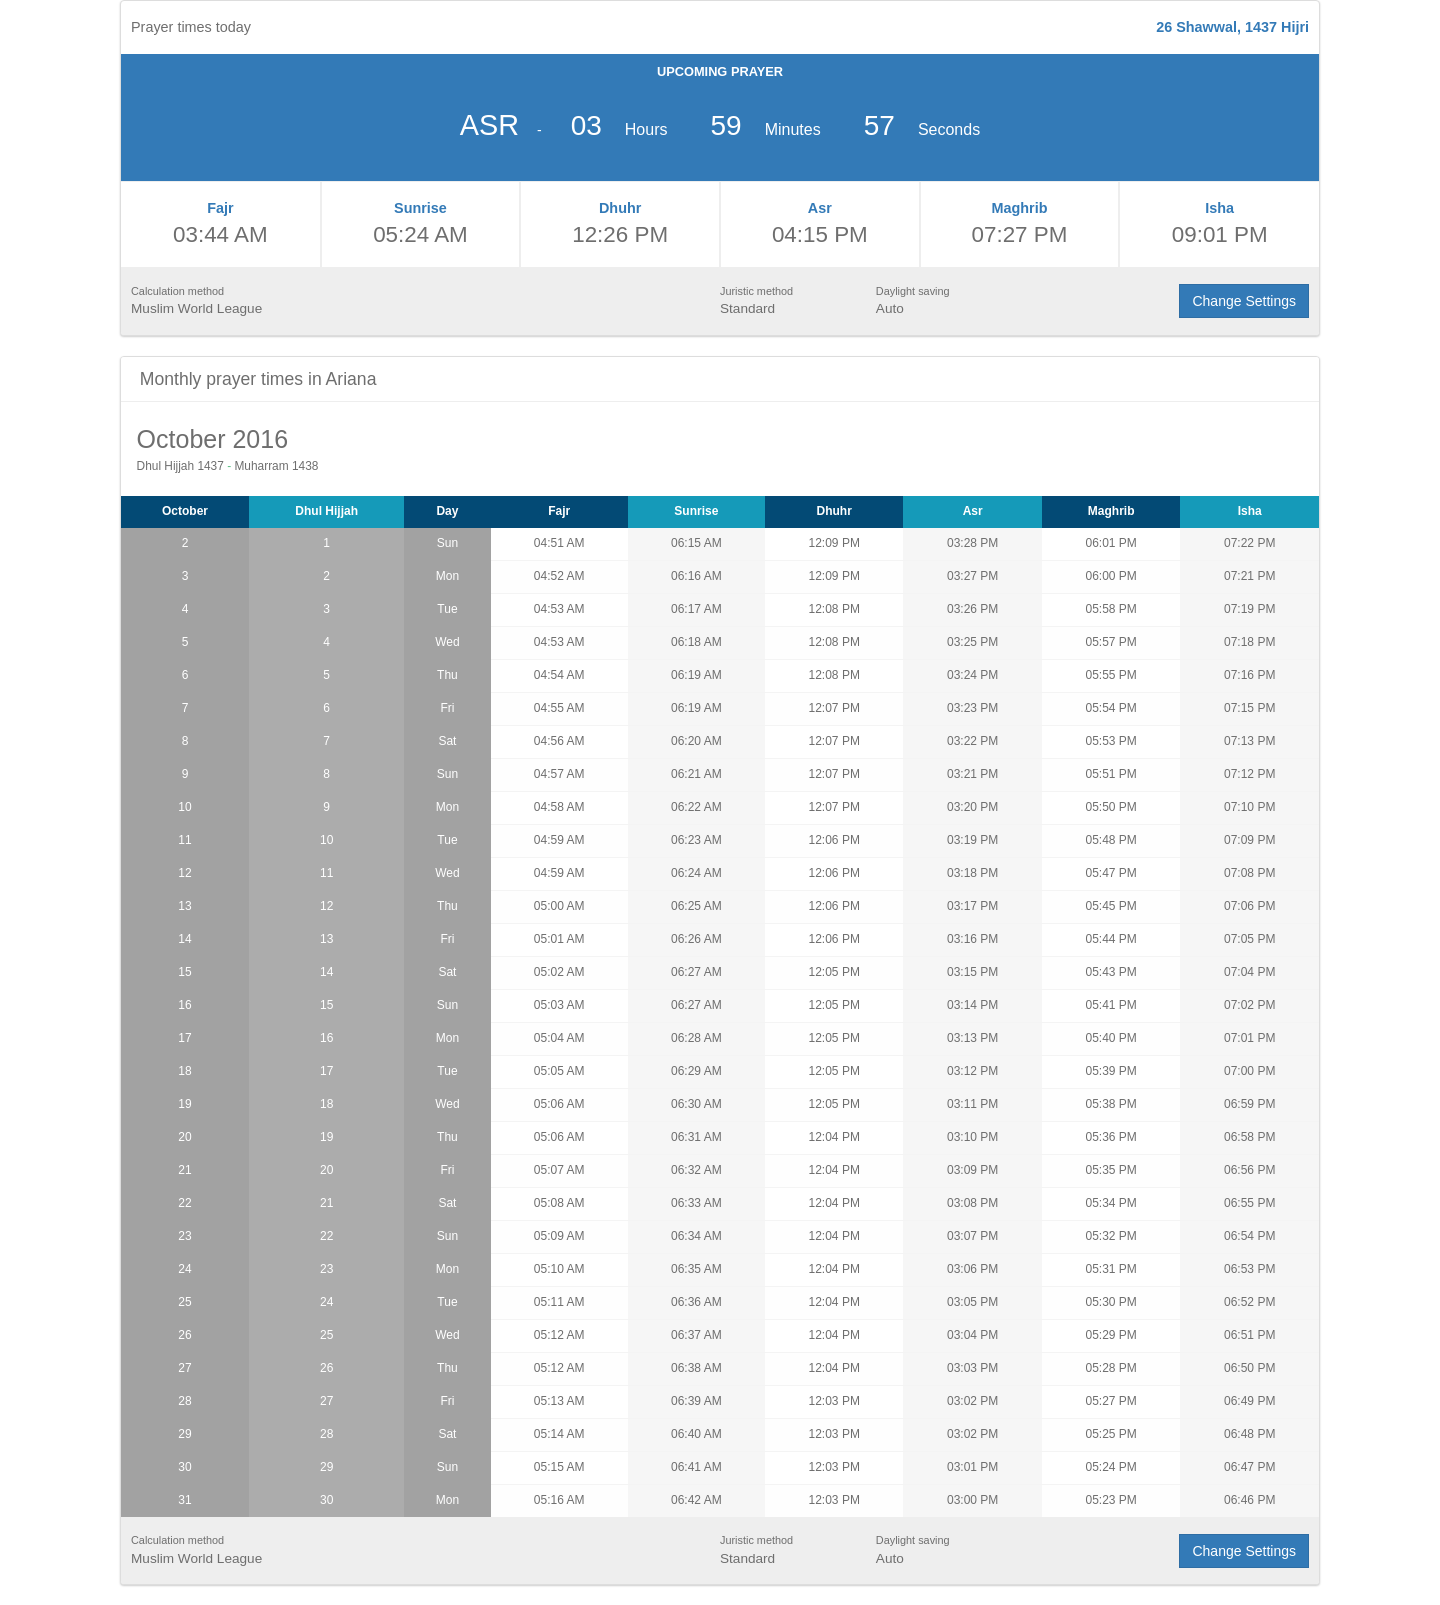 Prayer times today 26 Shawwal, 1437 Hijri
UPCOMING PRAYER
ASR - 03 Hours 59 Minutes 57 Seconds
Fajr Sunrise Dhuhr Asr Maghrib Isha
03:44 AM 05:24 AM 12:26 PM 04:15 PM 07:27 PM 09:01 PM
Calculation method Juristic method Daylight saving
Muslim World League Standard Auto Change Settings
Monthly prayer times in Ariana
October 2016
Dhul Hijjah 1437 - Muharram 1438
October Dhul Hijjah Day Fajr Sunrise Dhuhr Asr Maghrib Isha
2 1 Sun 04:51 AM 06:15 AM 12:09 PM 03:28 PM 06:01 PM 07:22 PM
3 2 Mon 04:52 AM 06:16 AM 12:09 PM 03:27 PM 06:00 PM 07:21 PM
4 3 Tue 04:53 AM 06:17 AM 12:08 PM 03:26 PM 05:58 PM 07:19 PM
5 4 Wed 04:53 AM 06:18 AM 12:08 PM 03:25 PM 05:57 PM 07:18 PM
6 5 Thu 04:54 AM 06:19 AM 12:08 PM 03:24 PM 05:55 PM 07:16 PM
7 6 Fri 04:55 AM 06:19 AM 12:07 PM 03:23 PM 05:54 PM 07:15 PM
8 7 Sat 04:56 AM 06:20 AM 12:07 PM 03:22 PM 05:53 PM 07:13 PM
9 8 Sun 04:57 AM 06:21 AM 12:07 PM 03:21 PM 05:51 PM 07:12 PM
10 9 Mon 04:58 AM 06:22 AM 12:07 PM 03:20 PM 05:50 PM 07:10 PM
11 10 Tue 04:59 AM 06:23 AM 12:06 PM 03:19 PM 05:48 PM 07:09 PM
12 11 Wed 04:59 AM 06:24 AM 12:06 PM 03:18 PM 05:47 PM 07:08 PM
13 12 Thu 05:00 AM 06:25 AM 12:06 PM 03:17 PM 05:45 PM 07:06 PM
14 13 Fri 05:01 AM 06:26 AM 12:06 PM 03:16 PM 05:44 PM 07:05 PM
15 14 Sat 05:02 AM 06:27 AM 12:05 PM 03:15 PM 05:43 PM 07:04 PM
16 15 Sun 05:03 AM 06:27 AM 12:05 PM 03:14 PM 05:41 PM 07:02 PM
17 16 Mon 05:04 AM 06:28 AM 12:05 PM 03:13 PM 05:40 PM 07:01 PM
18 17 Tue 05:05 AM 06:29 AM 12:05 PM 03:12 PM 05:39 PM 07:00 PM
19 18 Wed 05:06 AM 06:30 AM 12:05 PM 03:11 PM 05:38 PM 06:59 PM
20 19 Thu 05:06 AM 06:31 AM 12:04 PM 03:10 PM 05:36 PM 06:58 PM
21 20 Fri 05:07 AM 06:32 AM 12:04 PM 03:09 PM 05:35 PM 06:56 PM
22 21 Sat 05:08 AM 06:33 AM 12:04 PM 03:08 PM 05:34 PM 06:55 PM
23 22 Sun 05:09 AM 06:34 AM 12:04 PM 03:07 PM 05:32 PM 06:54 PM
24 23 Mon 05:10 AM 06:35 AM 12:04 PM 03:06 PM 05:31 PM 06:53 PM
25 24 Tue 05:11 AM 06:36 AM 12:04 PM 03:05 PM 05:30 PM 06:52 PM
26 25 Wed 05:12 AM 06:37 AM 12:04 PM 03:04 PM 05:29 PM 06:51 PM
27 26 Thu 05:12 AM 06:38 AM 12:04 PM 03:03 PM 05:28 PM 06:50 PM
28 27 Fri 05:13 AM 06:39 AM 12:03 PM 03:02 PM 05:27 PM 06:49 PM
29 28 Sat 05:14 AM 06:40 AM 12:03 PM 03:02 PM 05:25 PM 06:48 PM
30 29 Sun 05:15 AM 06:41 AM 12:03 PM 03:01 PM 05:24 PM 06:47 PM
31 30 Mon 05:16 AM 06:42 AM 12:03 PM 03:00 PM 05:23 PM 06:46 PM
Calculation method Juristic method Daylight saving
Muslim World League Standard Auto Change Settings